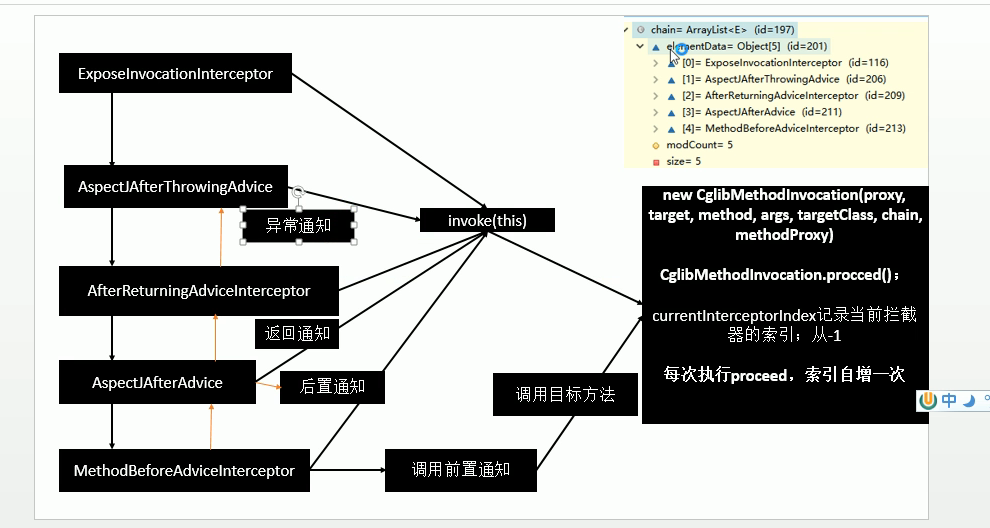 chain= ArrayList<E> (id=197)
elementData= Object[5] (id=201)
[0]= ExposeInvocationInterceptor (id=116)
[1]= AspectJAfterThrowingAdvice (id=206)
[2]= AfterReturningAdviceInterceptor (id=209)
[3]= AspectJAfterAdvice (id=211)
[4]= MethodBeforeAdviceInterceptor (id=213)
modCount= 5
size= 5
ExposeInvocationInterceptor
AspectJAfterThrowingAdvice
异常通知
invoke(this)
AfterReturningAdviceInterceptor
返回通知
AspectJAfterAdvice
后置通知
MethodBeforeAdviceInterceptor
调用前置通知
调用目标方法
new CglibMethodInvocation(proxy,
target, method, args, targetClass, chain,
methodProxy)
CglibMethodInvocation.procced();
currentInterceptorIndex记录当前拦截
器的索引；从-1
每次执行proceed，索引自增一次
中